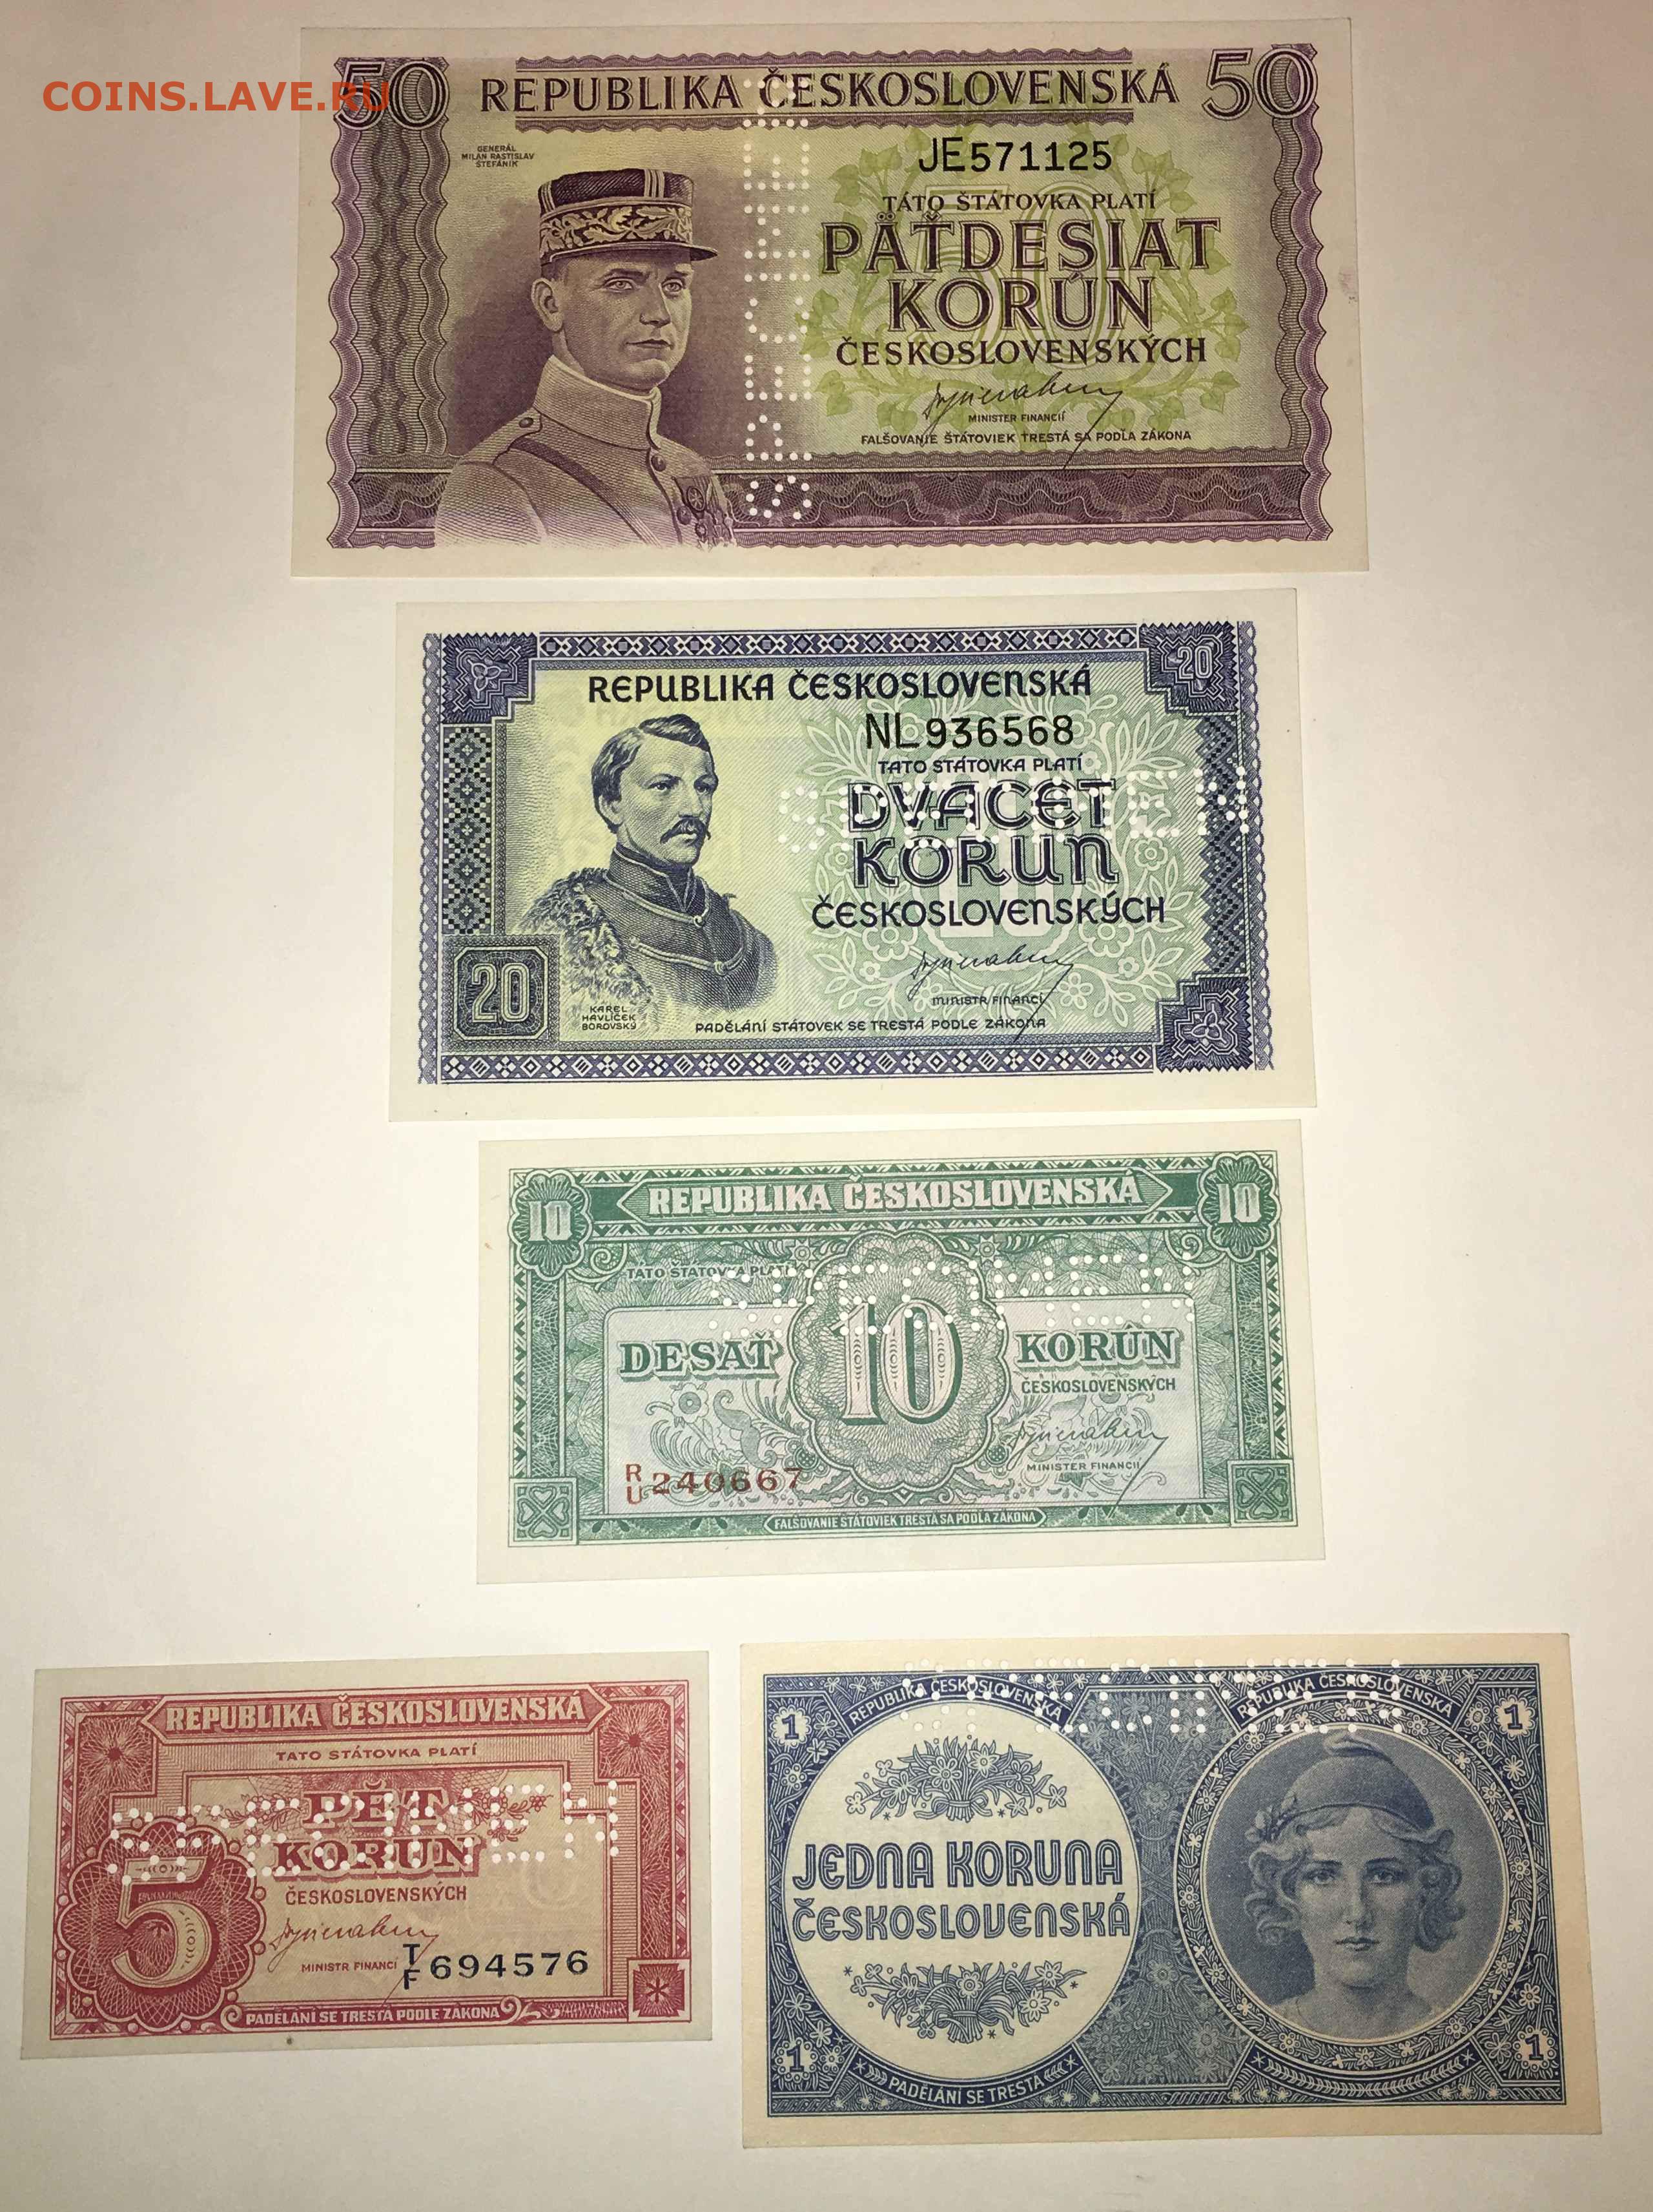 COINS.LAVE.RU
50 REPUBLIKA ČESKOSLOVENSKÁ 50
GENERÁL
MILAN RASTISLAV
ŠTEFÁNIK
JE571125
TÁTO ŠTÁTOVKA PLATÍ
PÄŤDESIAT
KORÚN
ČESKOSLOVENSKÝCH
MINISTER FINANCIÍ
FALŠOVANIE ŠTÁTOVIEK TRESTÁ SA PODĽA ZÁKONA
SPECIMEN
20
REPUBLIKA ČESKOSLOVENSKÁ
NL936568
TATO STÁTOVKA PLATÍ
SPECIMEN
DVACET
KORUN
ČESKOSLOVENSKÝCH
MINISTR FINANCÍ
20
KAREL
HAVLÍČEK
BOROVSKÝ
PADĚLÁNÍ STÁTOVEK SE TRESTÁ PODLE ZÁKONA
10 REPUBLIKA ČESKOSLOVENSKÁ 10
TÁTO ŠTÁTOVKA PLATÍ
SPECIMEN
DESAŤ 10 KORÚN
ČESKOSLOVENSKÝCH
MINISTER FINANCIÍ
R/U 240667
FALŠOVANIE ŠTÁTOVIEK TRESTÁ SA PODĽA ZÁKONA
REPUBLIKA ČESKOSLOVENSKÁ
TATO STÁTOVKA PLATÍ
PĚT
SPECIMEN
KORUN
5
ČESKOSLOVENSKÝCH
MINISTR FINANCÍ
T/F 694576
PADĚLÁNÍ SE TRESTÁ PODLE ZÁKONA
SPECIMEN
1 REPUBLIKA ČESKOSLOVENSKÁ REPUBLIKA ČESKOSLOVENSKÁ 1
JEDNA KORUNA
ČESKOSLOVENSKÁ
1 PADĚLÁNÍ SE TRESTÁ 1